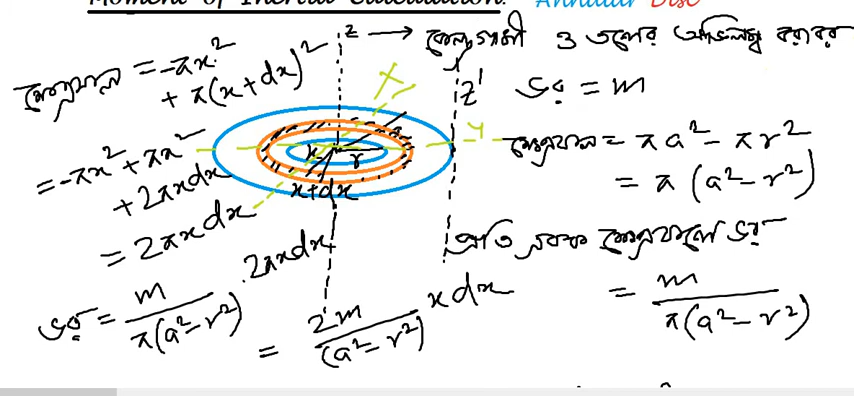 Moment of Inertia Calculation: Annular Disc
z → কেন্দ্রগামী ও তলের অভিলম্ব বরাবর
ক্ষেত্রফল = -πx²
+ π(x+dx)²
= -πx² + πx²
+ 2πxdx
= 2πxdx
ভর = m/π(a²-r²) · 2πxdx
= 2m/(a²-r²) xdx
X
Y
z'
a
x
r
x+dx
ভর = m
ক্ষেত্রফল = πa² - πr²
= π(a²-r²)
প্রতি একক ক্ষেত্রফলে ভর
= m/π(a²-r²)